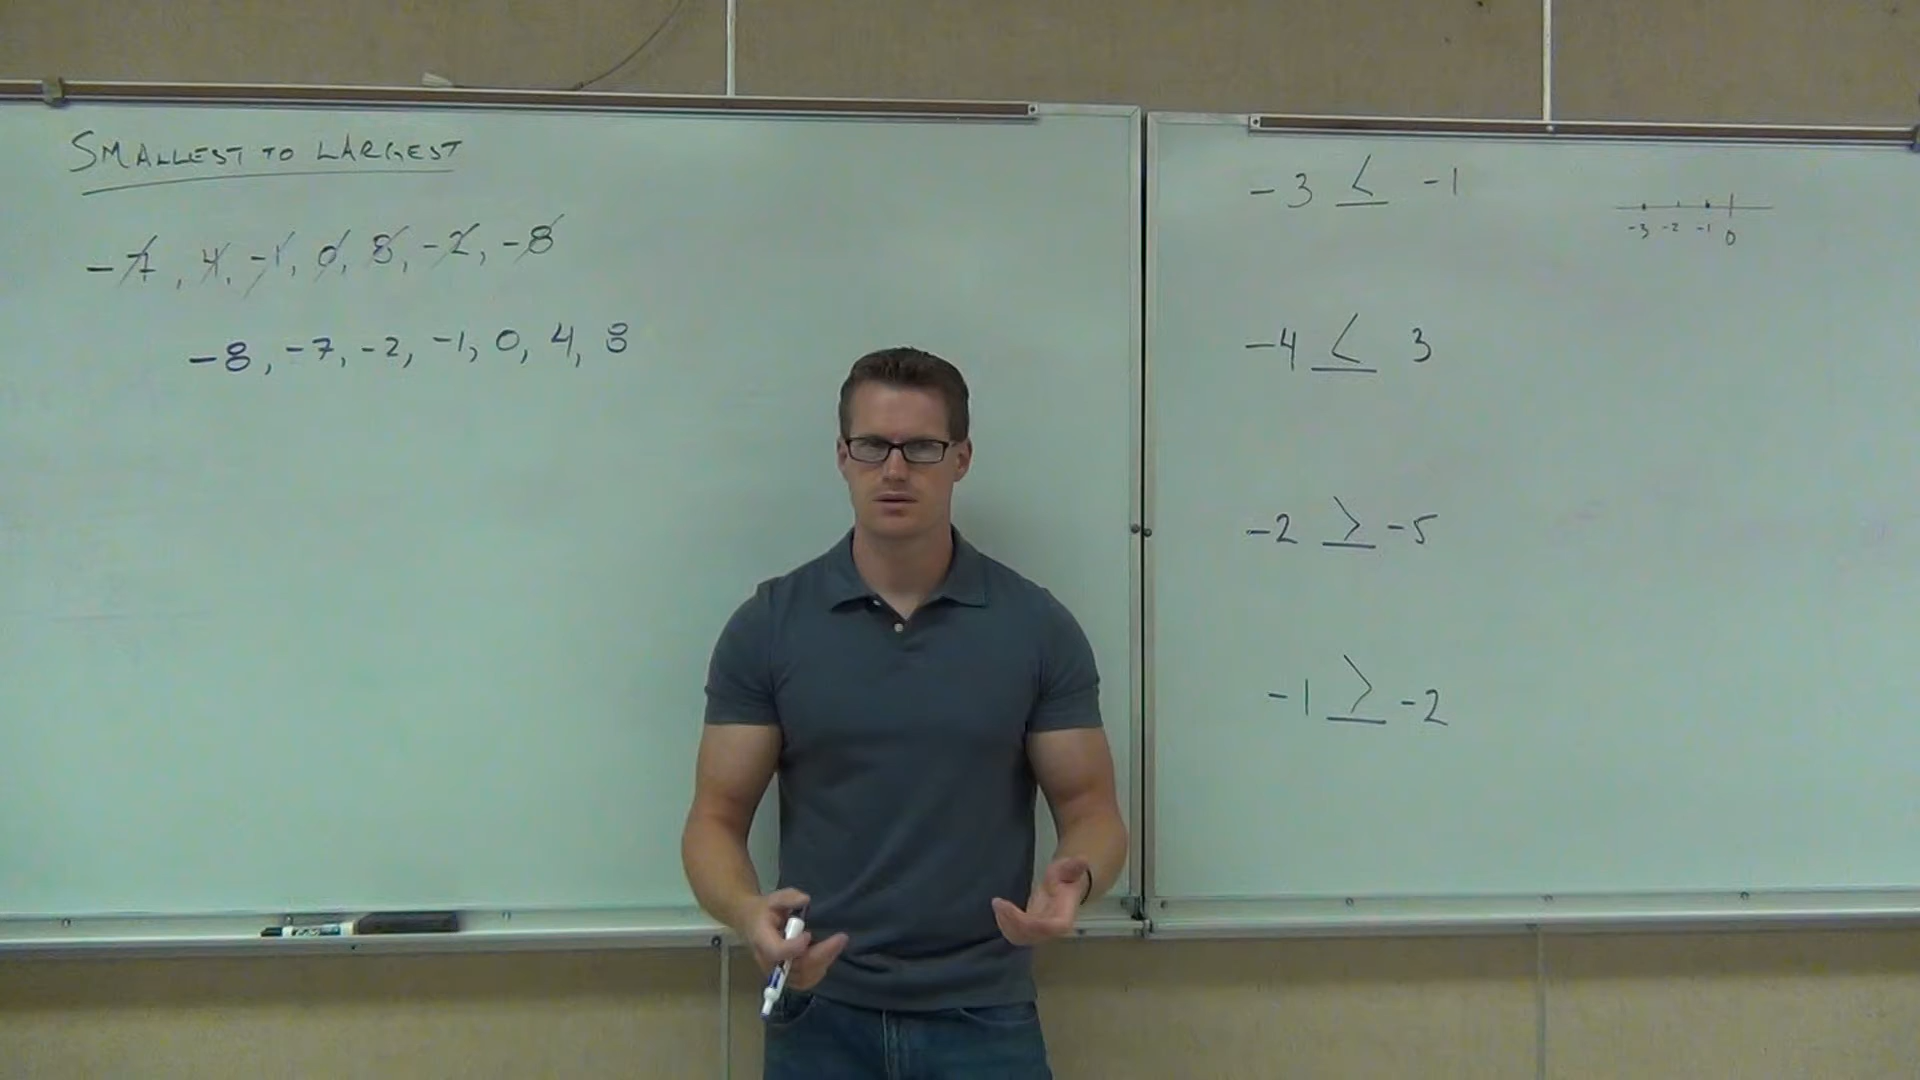 SMALLEST TO LARGEST
-7, 4, -1, 0, 8, -2, -8
-8, -7, -2, -1, 0, 4, 8
-3 < -1
-3 -2 -1 0
-4 < 3
-2 > -5
-1 > -2